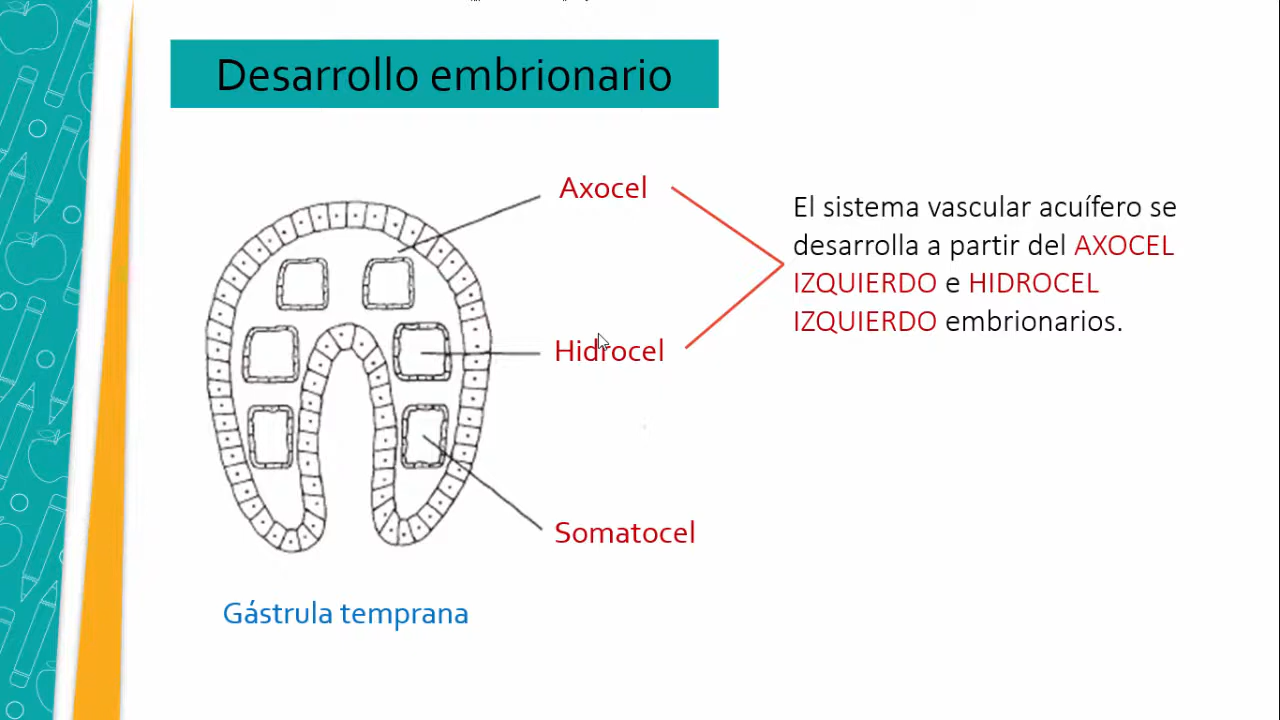 Desarrollo embrionario
Axocel
Hidrocel
Somatocel
El sistema vascular acuífero se
desarrolla a partir del AXOCEL
IZQUIERDO e HIDROCEL
IZQUIERDO embrionarios.
Gástrula temprana